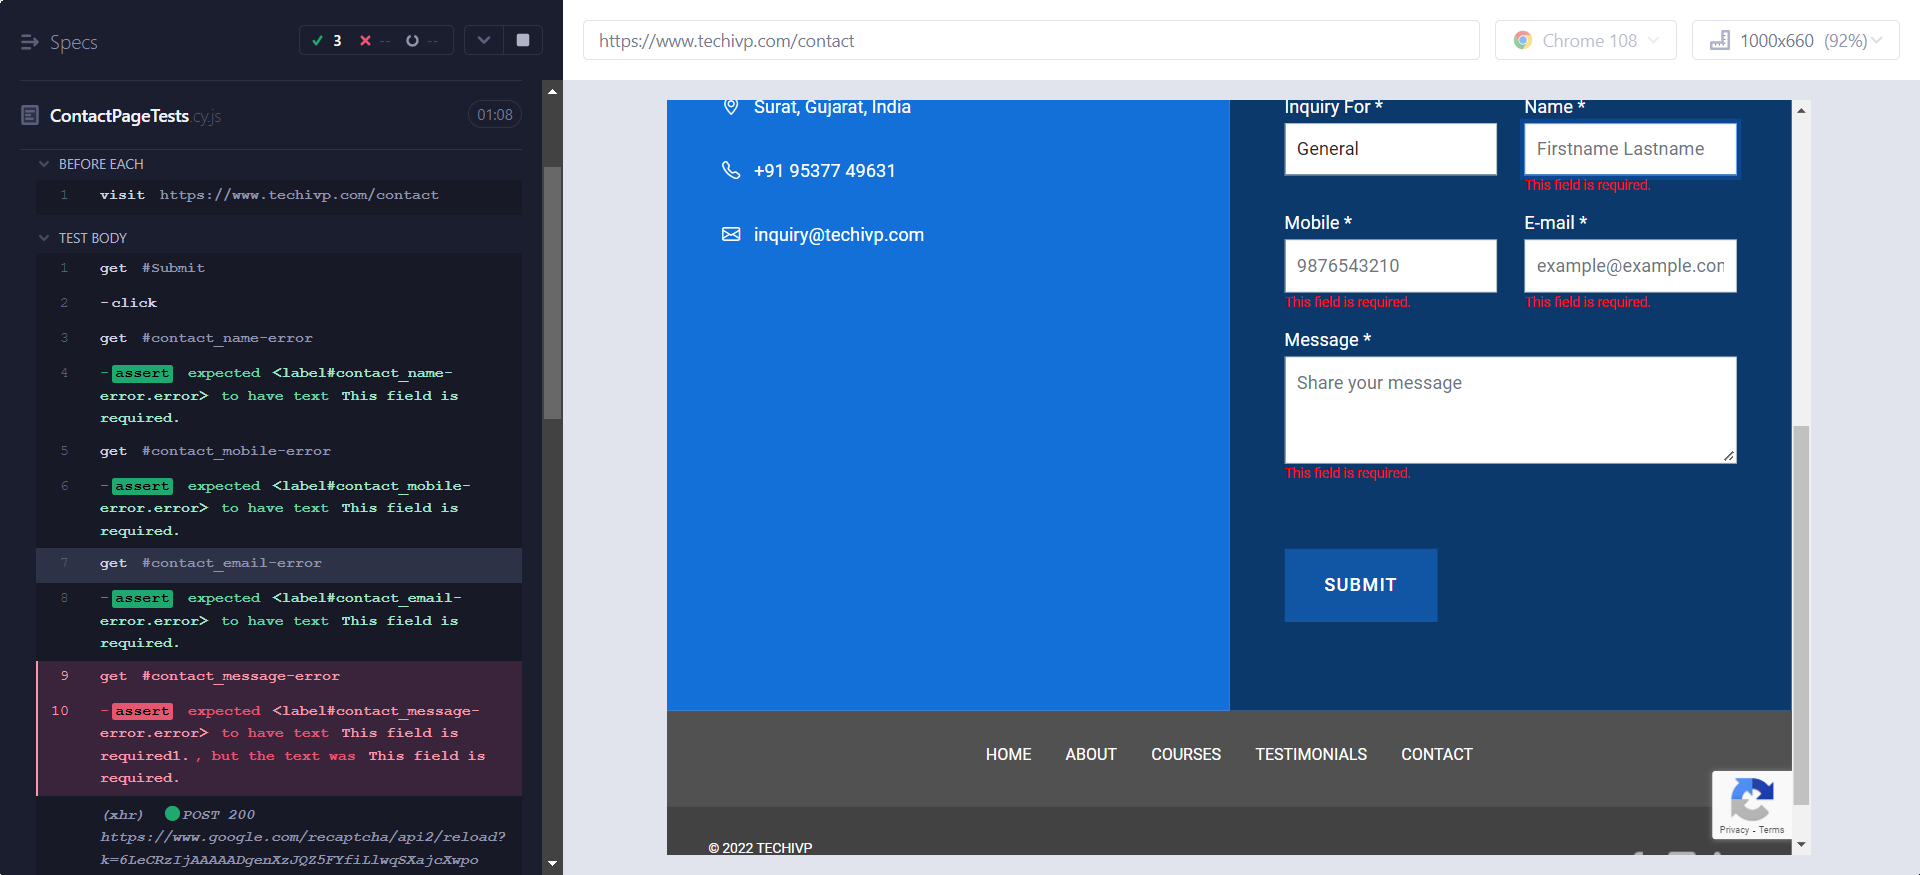 Specs
3
--
--
https://www.techivp.com/contact
Chrome 108
1000x660 (92%)
ContactPageTests.cy.js
01:08
BEFORE EACH
1 visit https://www.techivp.com/contact
TEST BODY
1 get #Submit
2 -click
3 get #contact_name-error
4 -assert expected <label#contact_name-
error.error> to have text This field is
required.
5 get #contact_mobile-error
6 -assert expected <label#contact_mobile-
error.error> to have text This field is
required.
7 get #contact_email-error
8 -assert expected <label#contact_email-
error.error> to have text This field is
required.
9 get #contact_message-error
10 -assert expected <label#contact_message-
error.error> to have text This field is
required1. , but the text was This field is
required.
(xhr) POST 200
https://www.google.com/recaptcha/api2/reload?
k=6LeCRzIjAAAAADgenXzJQZ5FYfiLlwqSXajcXwpo
Surat, Gujarat, India
+91 95377 49631
inquiry@techivp.com
Inquiry For *
Name *
General
Firstname Lastname
This field is required.
Mobile *
E-mail *
9876543210
example@example.con
This field is required.
This field is required.
Message *
Share your message
This field is required.
SUBMIT
HOME ABOUT COURSES TESTIMONIALS CONTACT
Privacy - Terms
© 2022 TECHIVP